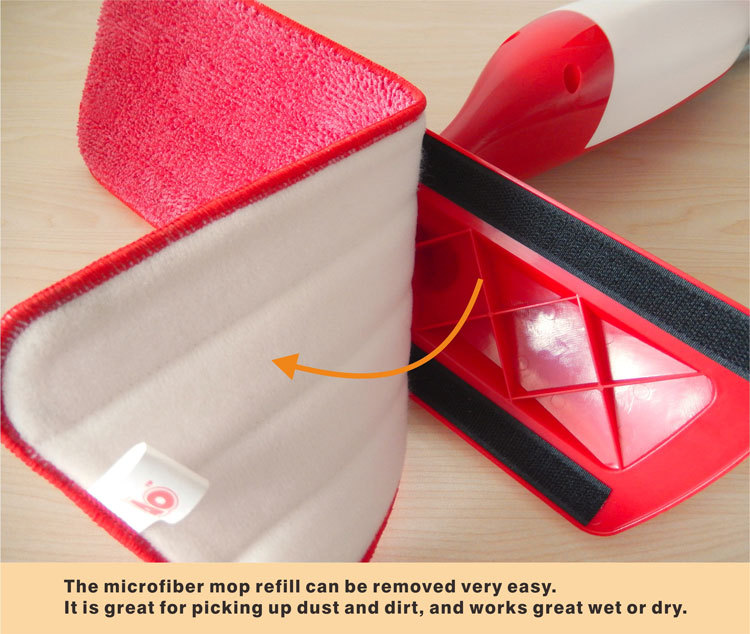 The microfiber mop refill can be removed very easy.
It is great for picking up dust and dirt, and works great wet or dry.